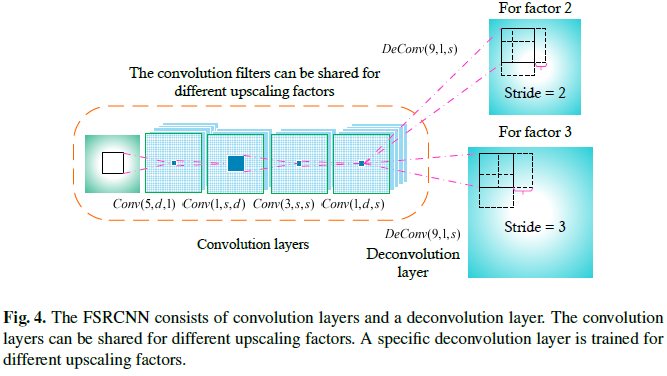 For factor 2
DeConv(9,1,s)
Stride = 2
The convolution filters can be shared for
different upscaling factors
For factor 3
Conv(5,d,1) Conv(1,s,d) Conv(3,s,s) Conv(1,d,s)
Stride = 3
DeConv(9,1,s)
Convolution layers
Deconvolution
layer
Fig. 4. The FSRCNN consists of convolution layers and a deconvolution layer. The convolution
layers can be shared for different upscaling factors. A specific deconvolution layer is trained for
different upscaling factors.